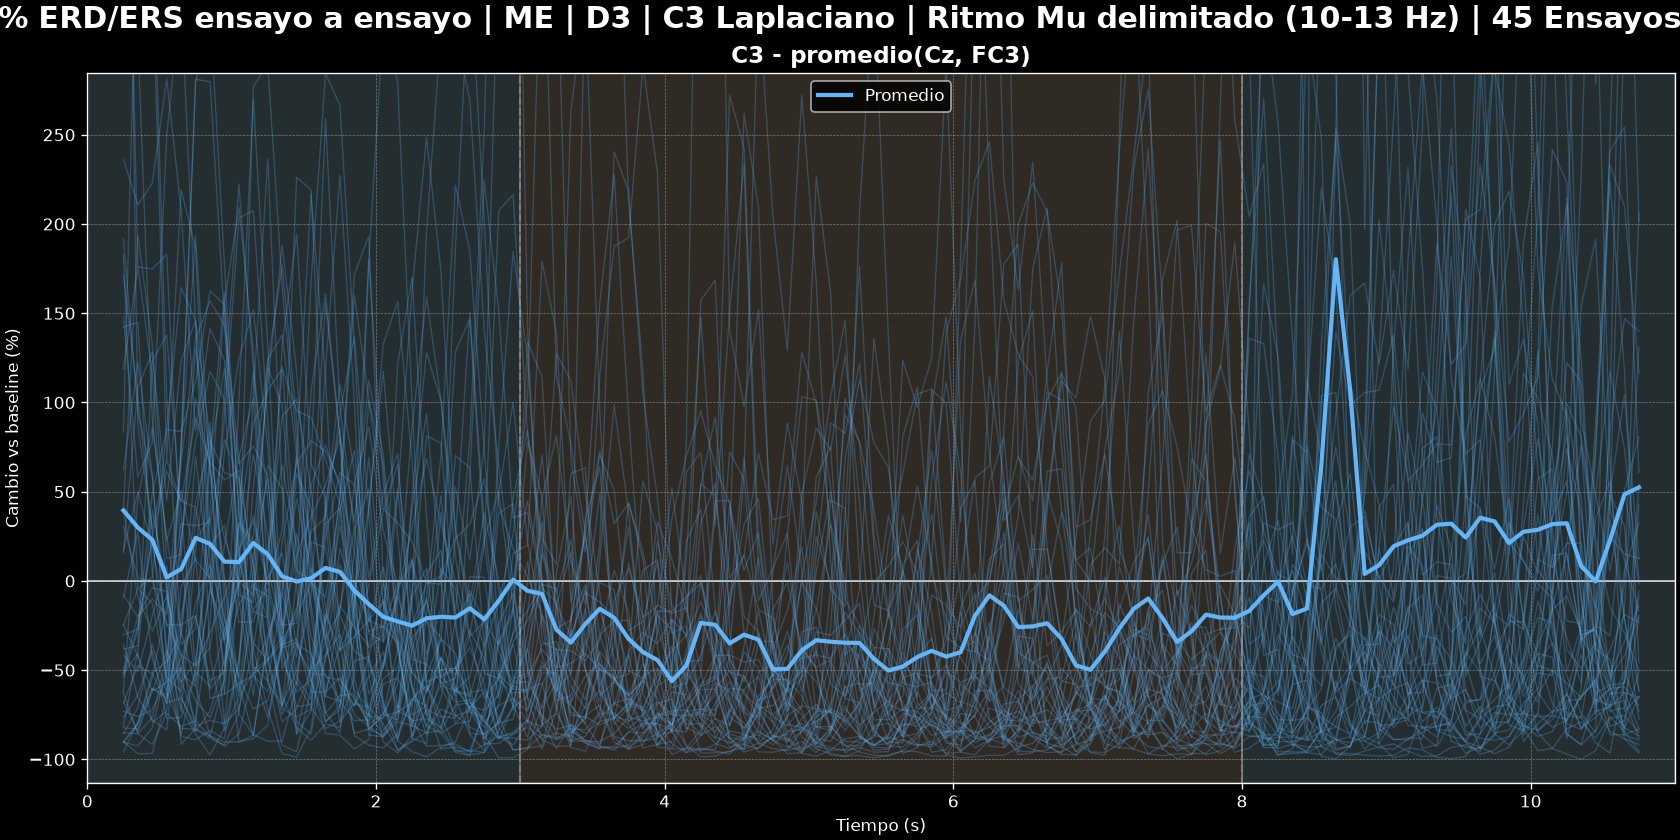 % ERD/ERS ensayo a ensayo | ME | D3 | C3 Laplaciano | Ritmo Mu delimitado (10-13 Hz) | 45 Ensayos
C3 - promedio(Cz, FC3)
Promedio
Cambio vs baseline (%)
250
200
150
100
50
0
−50
−100
0
2
4
6
8
10
Tiempo (s)